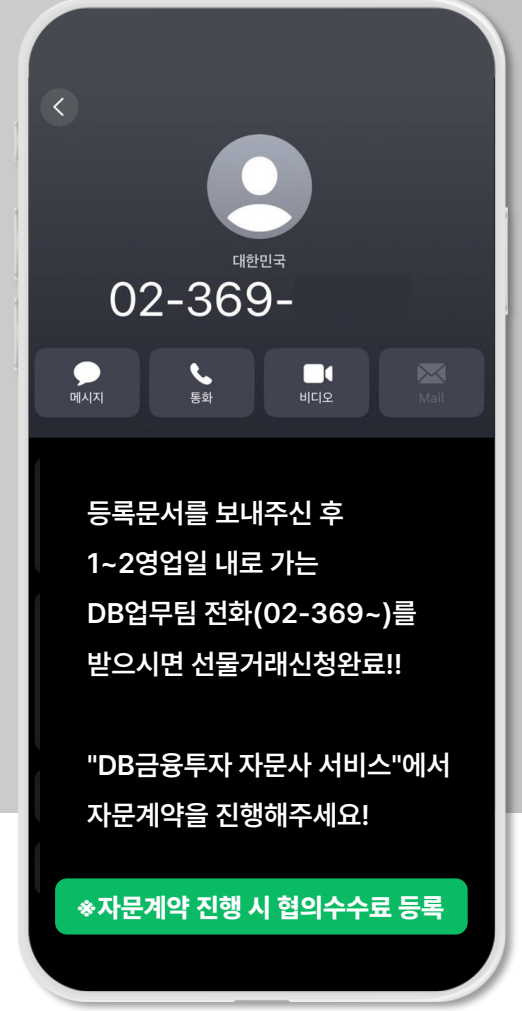 대한민국
02-369-
메시지
통화
비디오
Mail
등록문서를 보내주신 후
1~2영업일 내로 가는
DB업무팀 전화(02-369~)를
받으시면 선물거래신청완료!!
"DB금융투자 자문사 서비스"에서
자문계약을 진행해주세요!
※자문계약 진행 시 협의수수료 등록